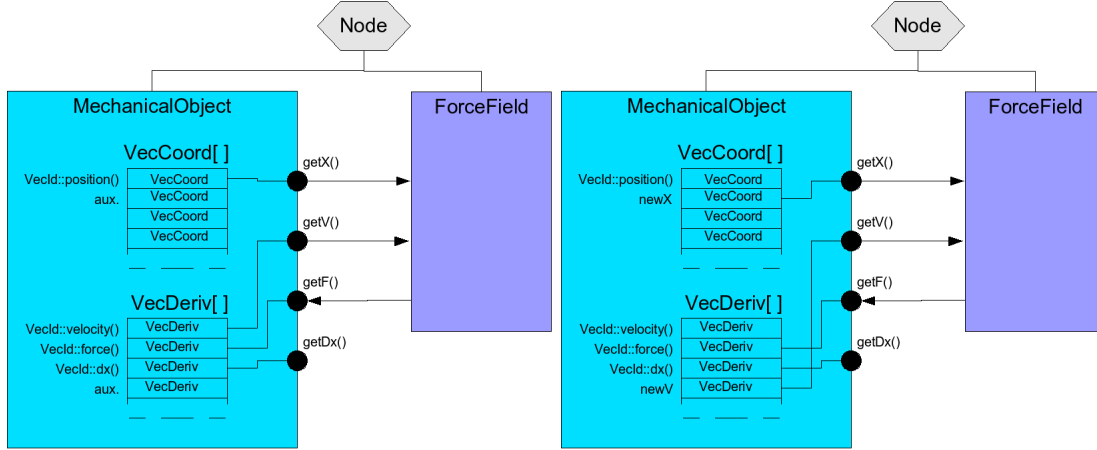 Node
MechanicalObject
ForceField
VecCoord[ ]
getX()
VecId::position()
VecCoord
aux.
VecCoord
VecCoord
getV()
VecCoord
getF()
VecDeriv[ ]
VecId::velocity()
VecDeriv
VecId::force()
VecDeriv
getDx()
VecId::dx()
VecDeriv
aux.
VecDeriv
Node
MechanicalObject
ForceField
VecCoord[ ]
getX()
VecId::position()
VecCoord
newX
VecCoord
VecCoord
getV()
VecCoord
getF()
VecDeriv[ ]
VecId::velocity()
VecDeriv
VecId::force()
VecDeriv
getDx()
VecId::dx()
VecDeriv
newV
VecDeriv